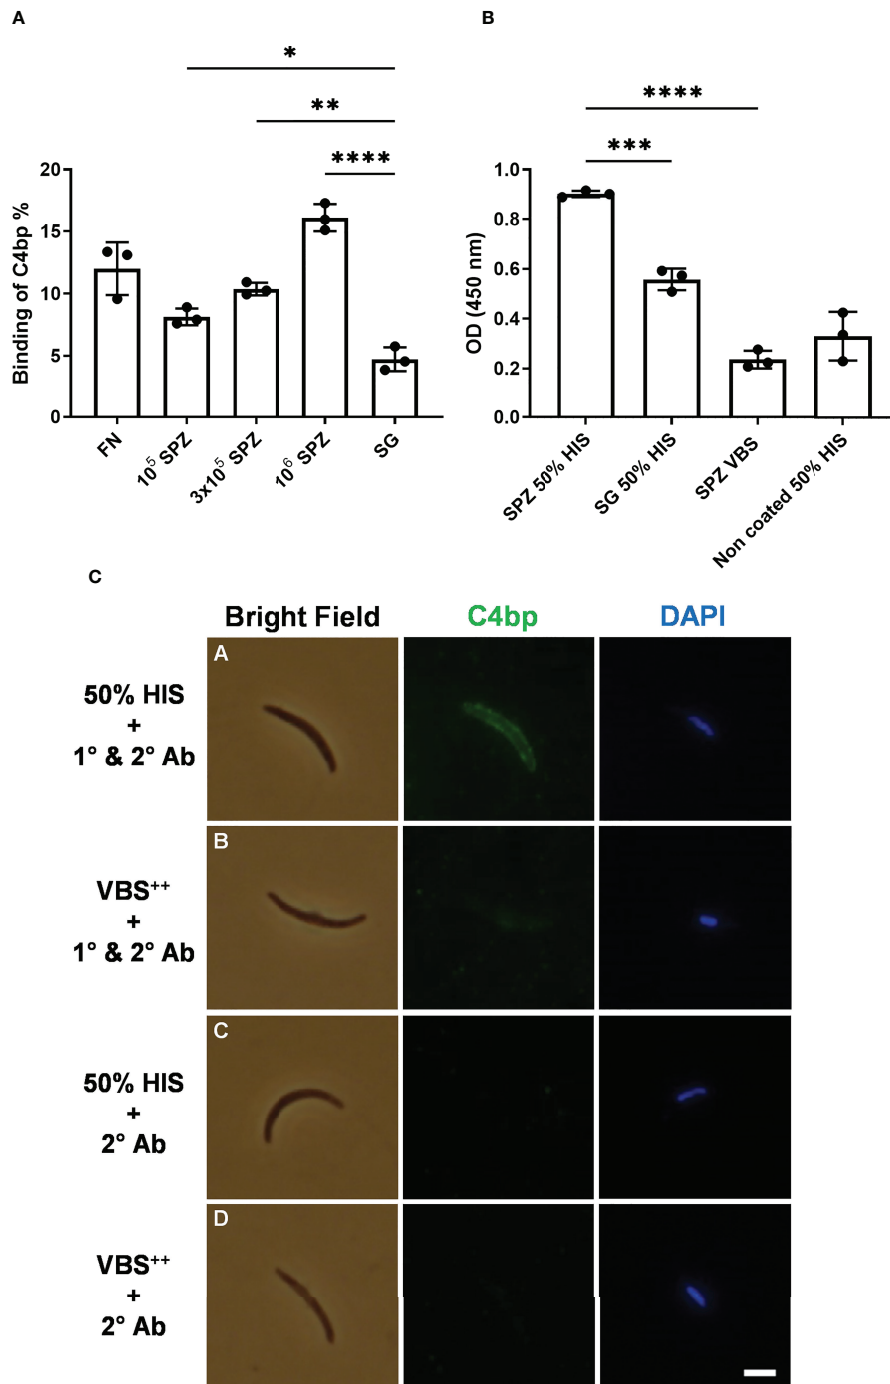 A
B
*
**
****
20
15
10
5
0
Binding of C4bp %
FN
10⁵ SPZ
3x10⁵ SPZ
10⁶ SPZ
SG
****
***
1.0
0.8
0.6
0.4
0.2
0.0
OD (450 nm)
SPZ 50% HIS
SG 50% HIS
SPZ VBS
Non coated 50% HIS
C
Bright Field C4bp DAPI
A
50% HIS
+
1° & 2° Ab
B
VBS⁺⁺
+
1° & 2° Ab
C
50% HIS
+
2° Ab
D
VBS⁺⁺
+
2° Ab